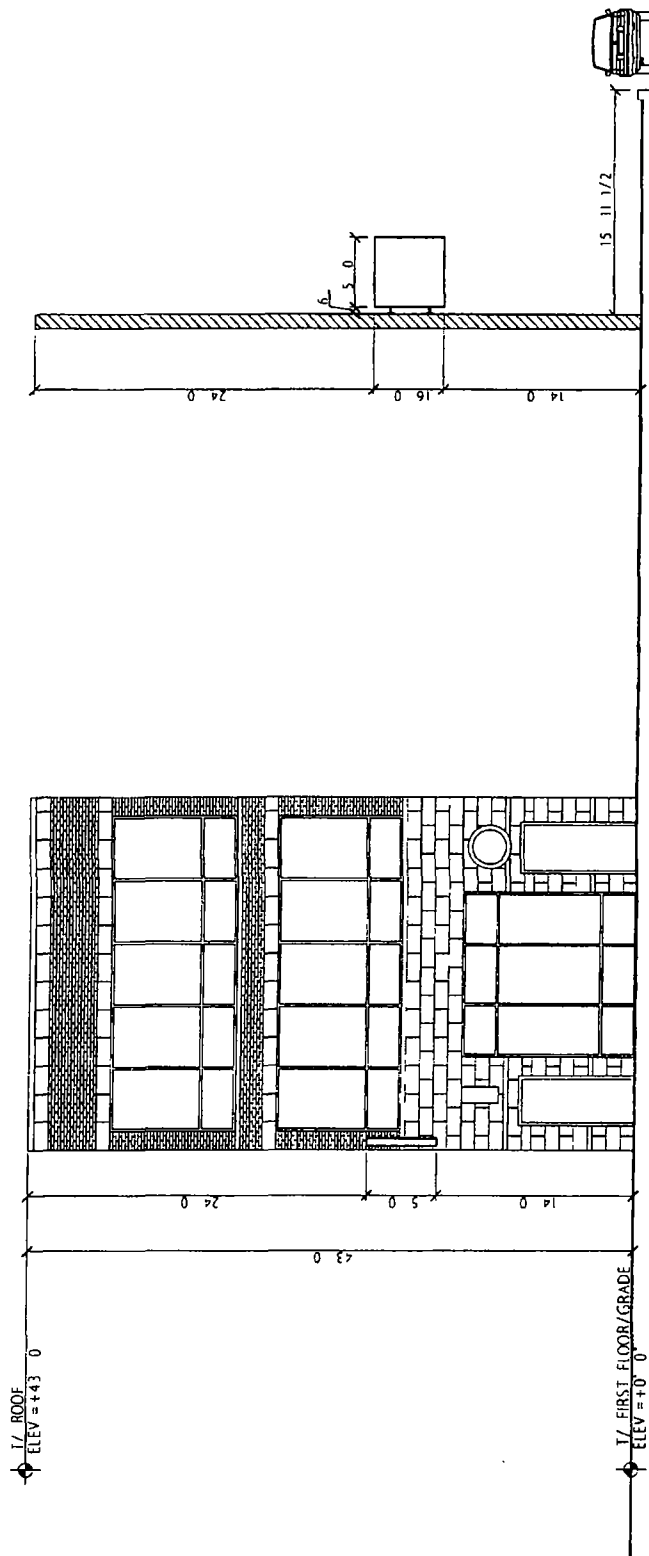 15 11 1/2
6
5 0
24 0
16 0
14 0
24 0
5 0
14 0
43 0
T/ ROOF
ELEV = +43 0
T/ FIRST FLOOR/GRADE
ELEV = +0' 0"